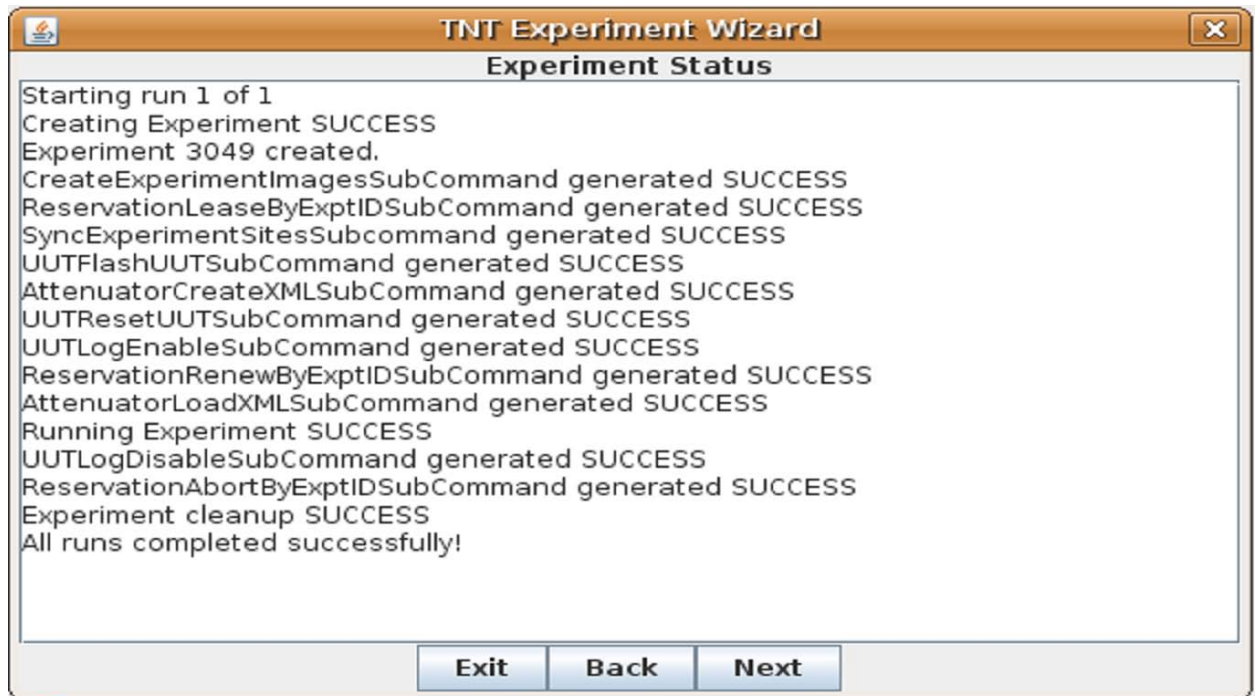 TNT Experiment Wizard
Experiment Status
Starting run 1 of 1
Creating Experiment SUCCESS
Experiment 3049 created.
CreateExperimentImagesSubCommand generated SUCCESS
ReservationLeaseByExptIDSubCommand generated SUCCESS
SyncExperimentSitesSubcommand generated SUCCESS
UUTFlashUUTSubCommand generated SUCCESS
AttenuatorCreateXMLSubCommand generated SUCCESS
UUTResetUUTSubCommand generated SUCCESS
UUTLogEnableSubCommand generated SUCCESS
ReservationRenewByExptIDSubCommand generated SUCCESS
AttenuatorLoadXMLSubCommand generated SUCCESS
Running Experiment SUCCESS
UUTLogDisableSubCommand generated SUCCESS
ReservationAbortByExptIDSubCommand generated SUCCESS
Experiment cleanup SUCCESS
All runs completed successfully!
Exit Back Next